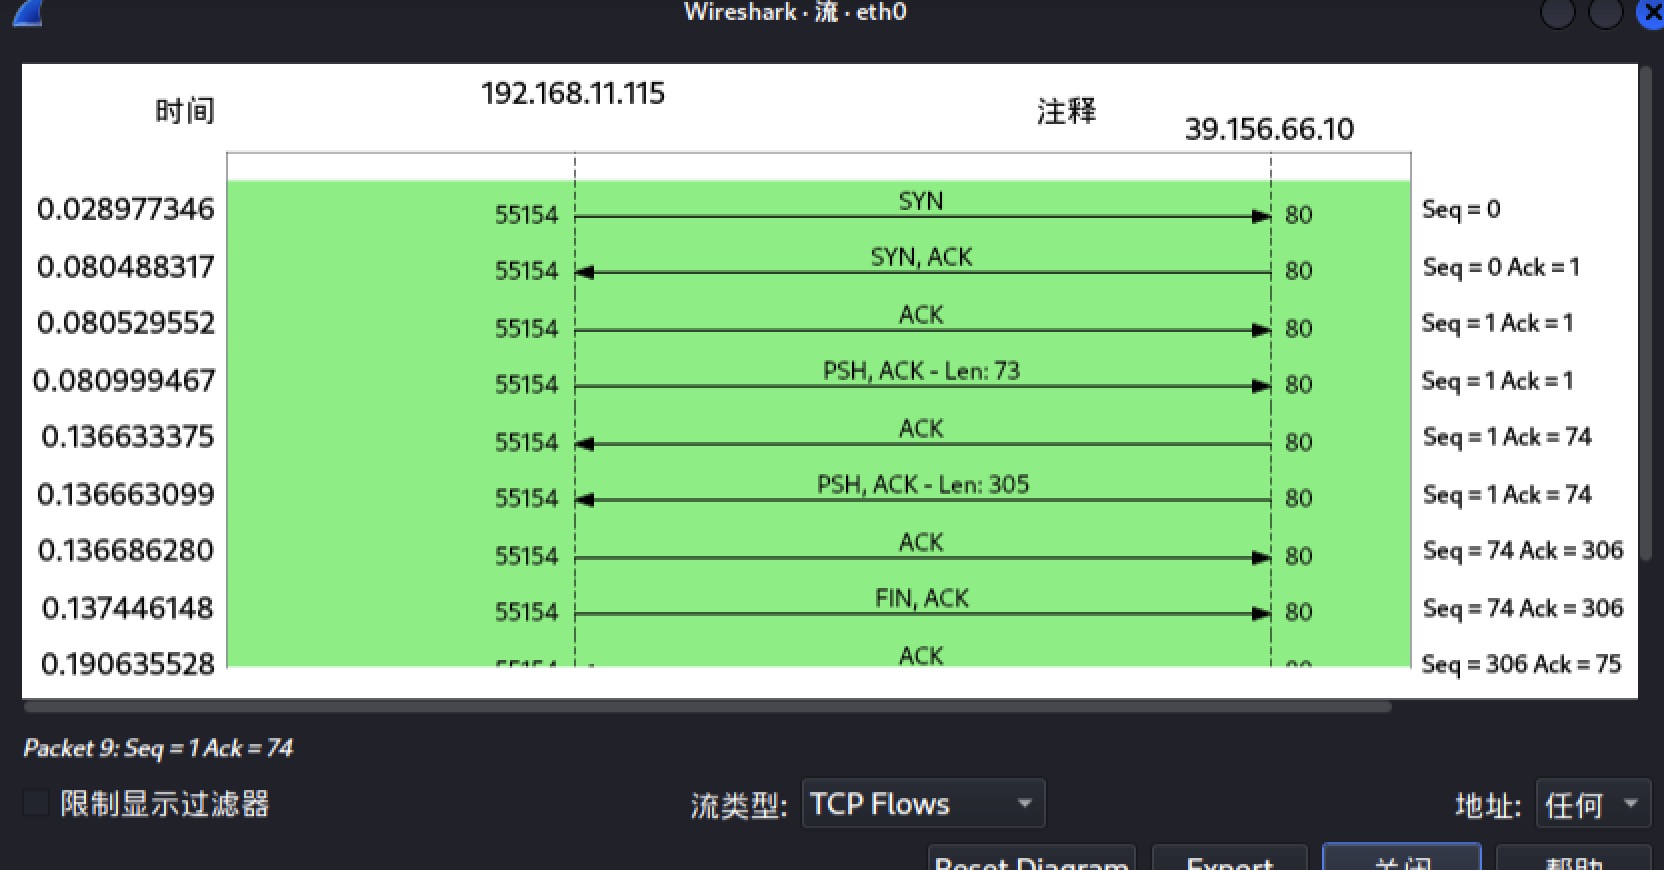 Wireshark · 流 · eth0
时间 192.168.11.115 注释 39.156.66.10
0.028977346 55154 SYN 80 Seq = 0
0.080488317 55154 SYN, ACK 80 Seq = 0 Ack = 1
0.080529552 55154 ACK 80 Seq = 1 Ack = 1
0.080999467 55154 PSH, ACK - Len: 73 80 Seq = 1 Ack = 1
0.136633375 55154 ACK 80 Seq = 1 Ack = 74
0.136663099 55154 PSH, ACK - Len: 305 80 Seq = 1 Ack = 74
0.136686280 55154 ACK 80 Seq = 74 Ack = 306
0.137446148 55154 FIN, ACK 80 Seq = 74 Ack = 306
0.190635528 55154 ACK 80 Seq = 306 Ack = 75
Packet 9: Seq = 1 Ack = 74
限制显示过滤器 流类型: TCP Flows 地址: 任何
Reset Diagram Export 关闭 帮助